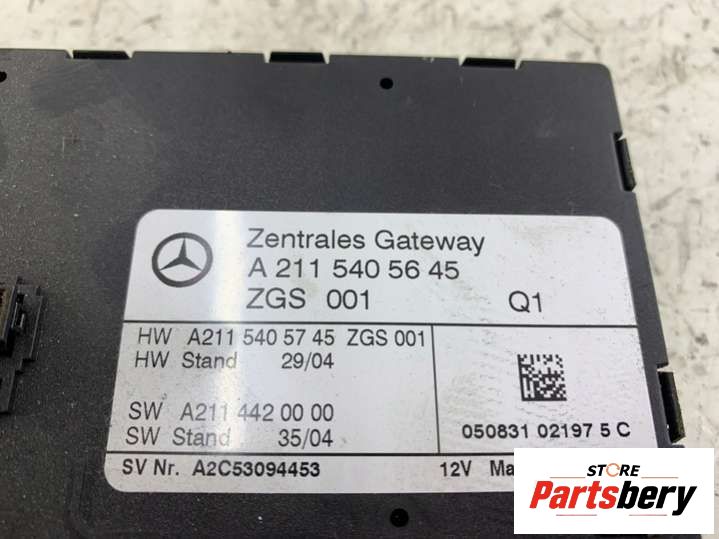 Zentrales Gateway
A 211 540 56 45
ZGS 001 Q1
HW A211 540 57 45 ZGS 001
HW Stand 29/04
SW A211 442 00 00
SW Stand 35/04
050831 02197 5 C
SV Nr. A2C53094453 12V
STORE
Partsbery